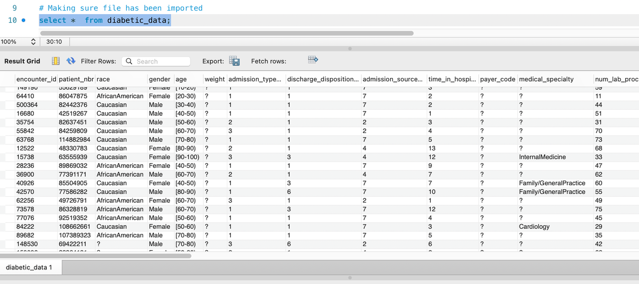 9 # Making sure file has been imported
10 select * from diabetic_data;
100% 30:10
Result Grid Filter Rows: Search Export: Fetch rows:
encounter_id patient_nbr race gender age weight admission_type... discharge_disposition... admission_source... time_in_hospi... payer_code medical_specialty num_lab_proc
149190 55629189 Caucasian Female [10-20) ? 1 1 7 3 ? ? 59
64410 86047875 AfricanAmerican Female [20-30) ? 1 1 7 2 ? ? 11
500364 82442376 Caucasian Male [30-40) ? 1 1 7 2 ? ? 44
16680 42519267 Caucasian Male [40-50) ? 1 1 7 1 ? ? 51
35754 82637451 Caucasian Male [50-60) ? 2 1 2 3 ? ? 31
55842 84259809 Caucasian Male [60-70) ? 3 1 2 4 ? ? 70
63768 114882984 Caucasian Male [70-80) ? 1 1 7 5 ? ? 73
12522 48330783 Caucasian Female [80-90) ? 2 1 4 13 ? ? 68
15738 63555939 Caucasian Female [90-100) ? 3 3 4 12 ? InternalMedicine 33
28236 89869032 AfricanAmerican Female [40-50) ? 1 1 7 9 ? ? 47
36900 77391171 AfricanAmerican Male [60-70) ? 2 1 4 7 ? ? 62
40926 85504905 Caucasian Female [40-50) ? 1 3 7 7 ? Family/GeneralPractice 60
42570 77586282 Caucasian Male [80-90) ? 1 6 7 10 ? Family/GeneralPractice 55
62256 49726791 AfricanAmerican Female [60-70) ? 3 1 2 1 ? ? 49
73578 86328819 AfricanAmerican Male [60-70) ? 1 3 7 12 ? ? 75
77076 92519352 AfricanAmerican Male [50-60) ? 1 1 7 4 ? ? 45
84222 108662661 Caucasian Female [50-60) ? 1 1 7 3 ? Cardiology 29
89682 107389323 AfricanAmerican Male [70-80) ? 1 1 7 5 ? ? 35
148530 69422211 ? Male [70-80) ? 3 6 2 6 ? ? 42
diabetic_data 1